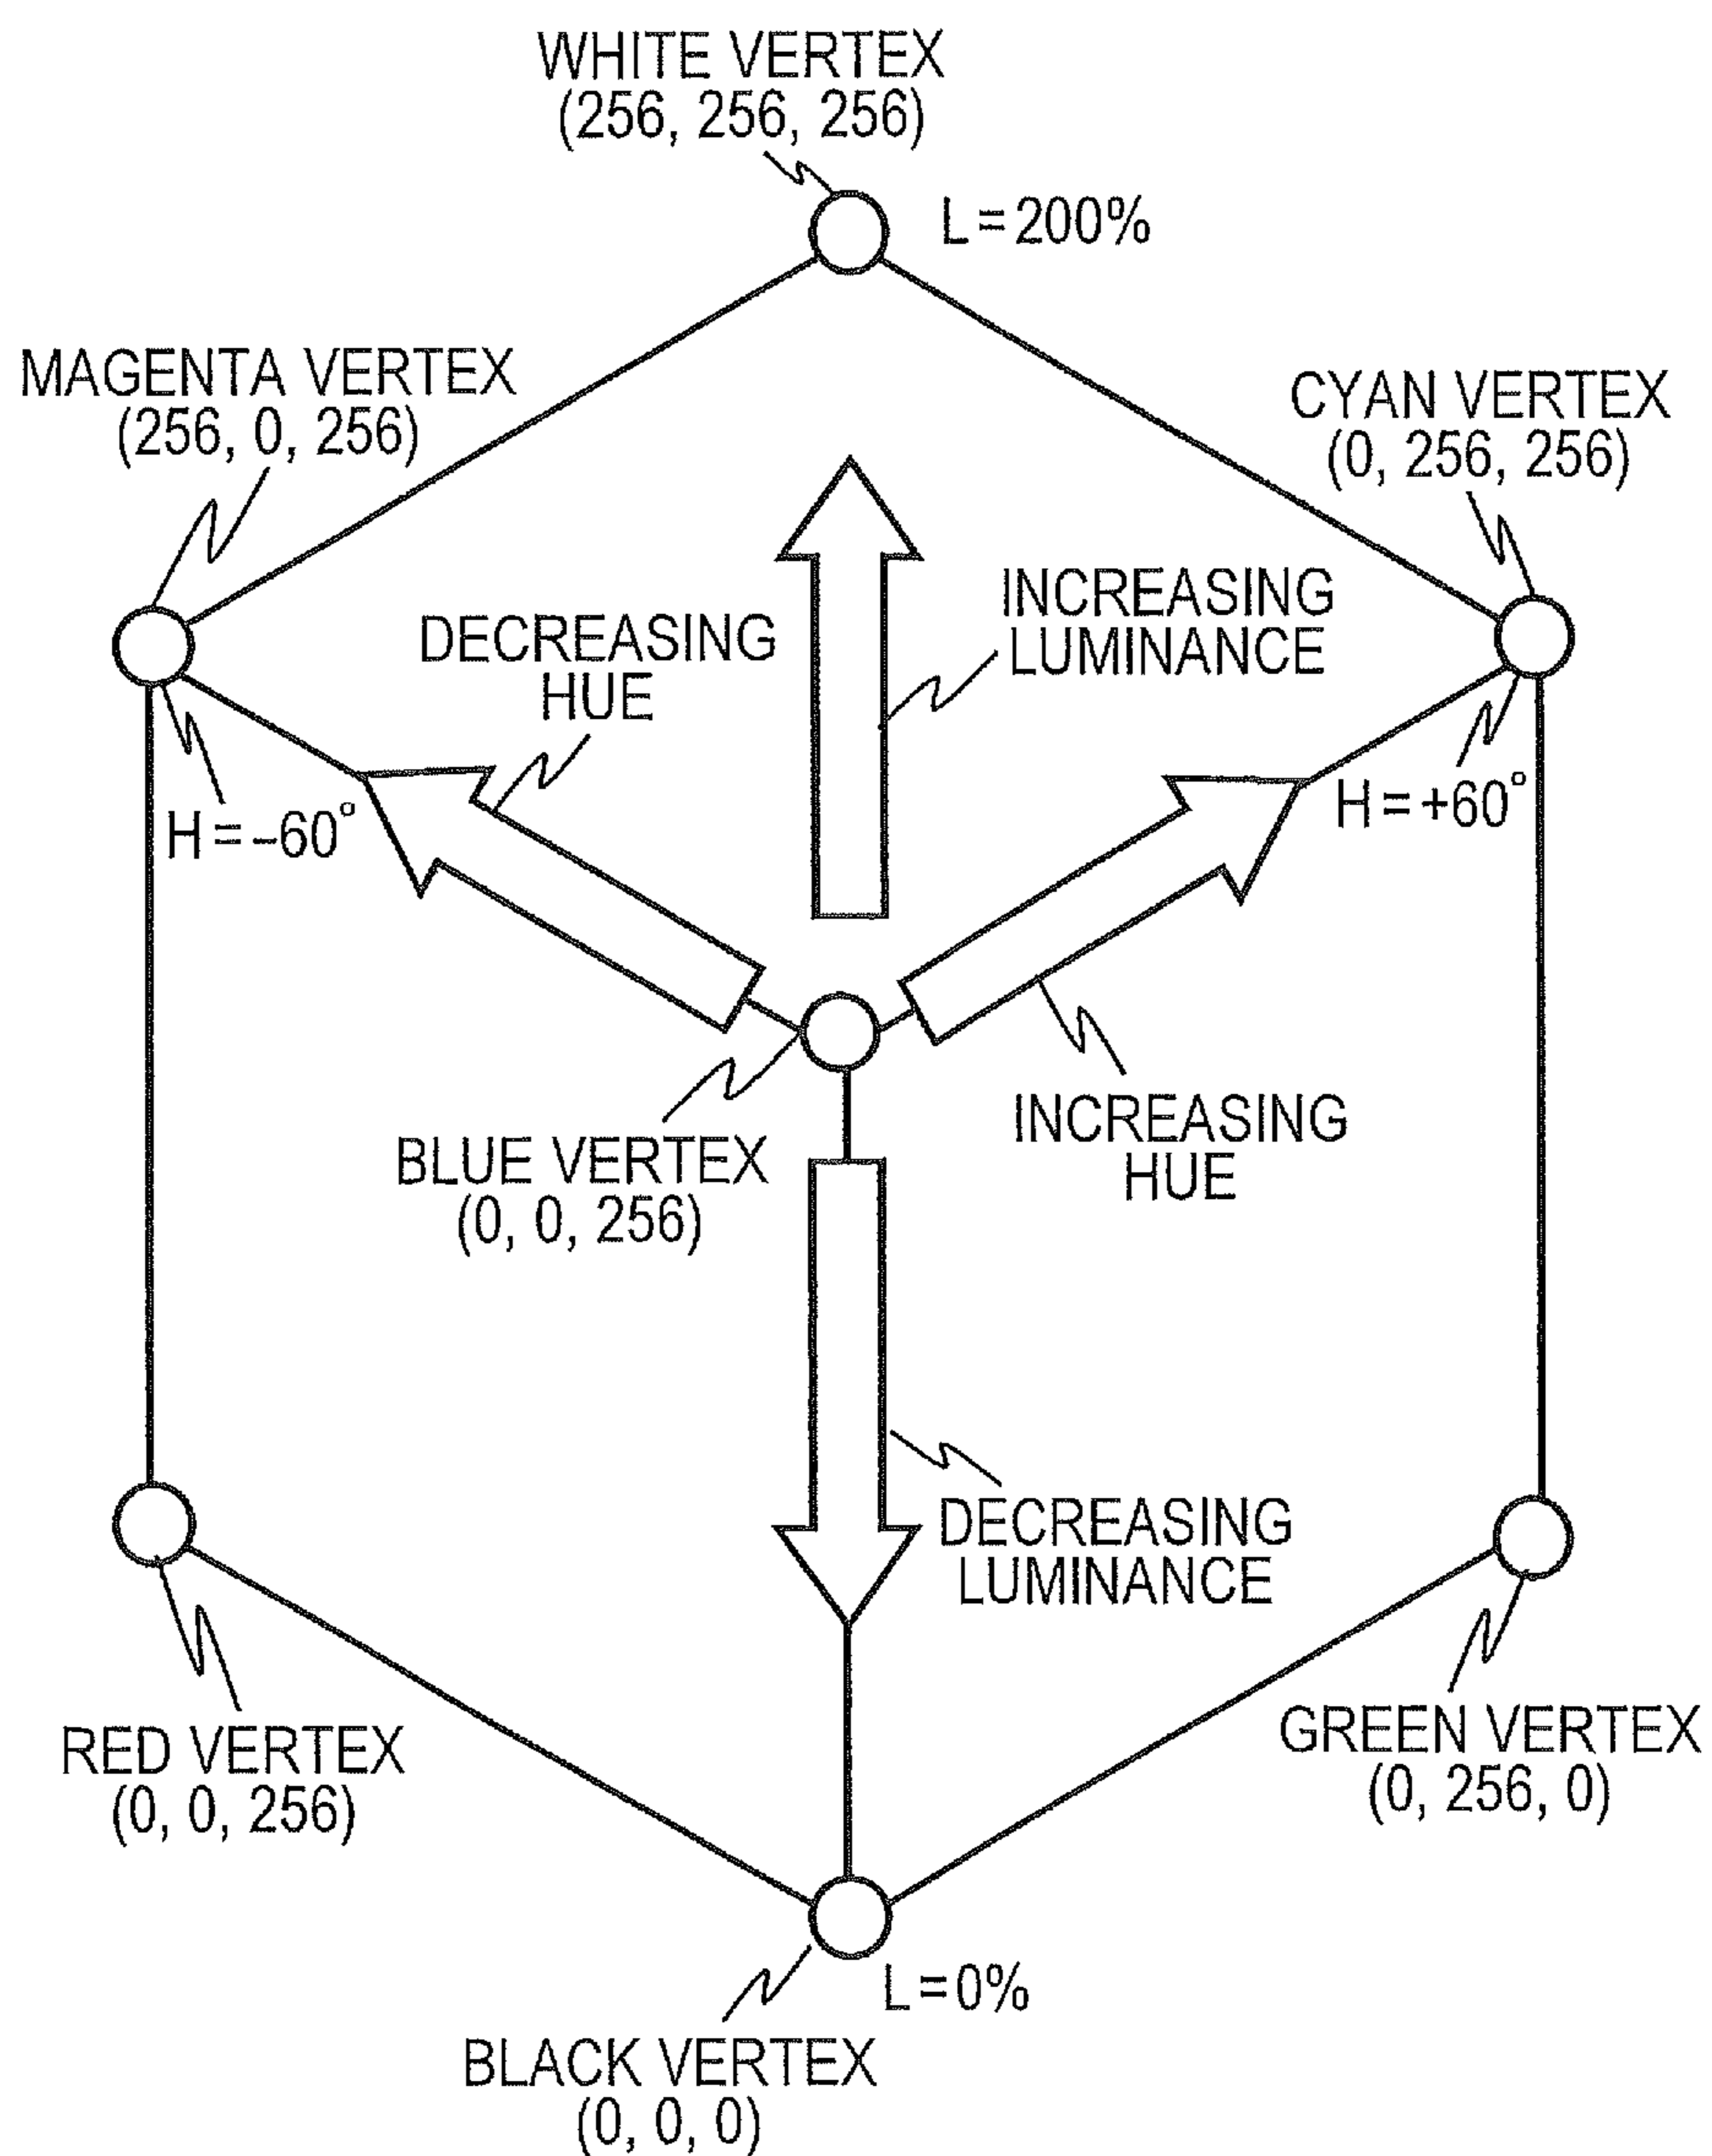 WHITE VERTEX
(256, 256, 256)
L=200%
MAGENTA VERTEX
(256, 0, 256)
CYAN VERTEX
(0, 256, 256)
INCREASING
LUMINANCE
DECREASING
HUE
H=–60°
H=+60°
INCREASING
HUE
BLUE VERTEX
(0, 0, 256)
DECREASING
LUMINANCE
RED VERTEX
(0, 0, 256)
GREEN VERTEX
(0, 256, 0)
L=0%
BLACK VERTEX
(0, 0, 0)